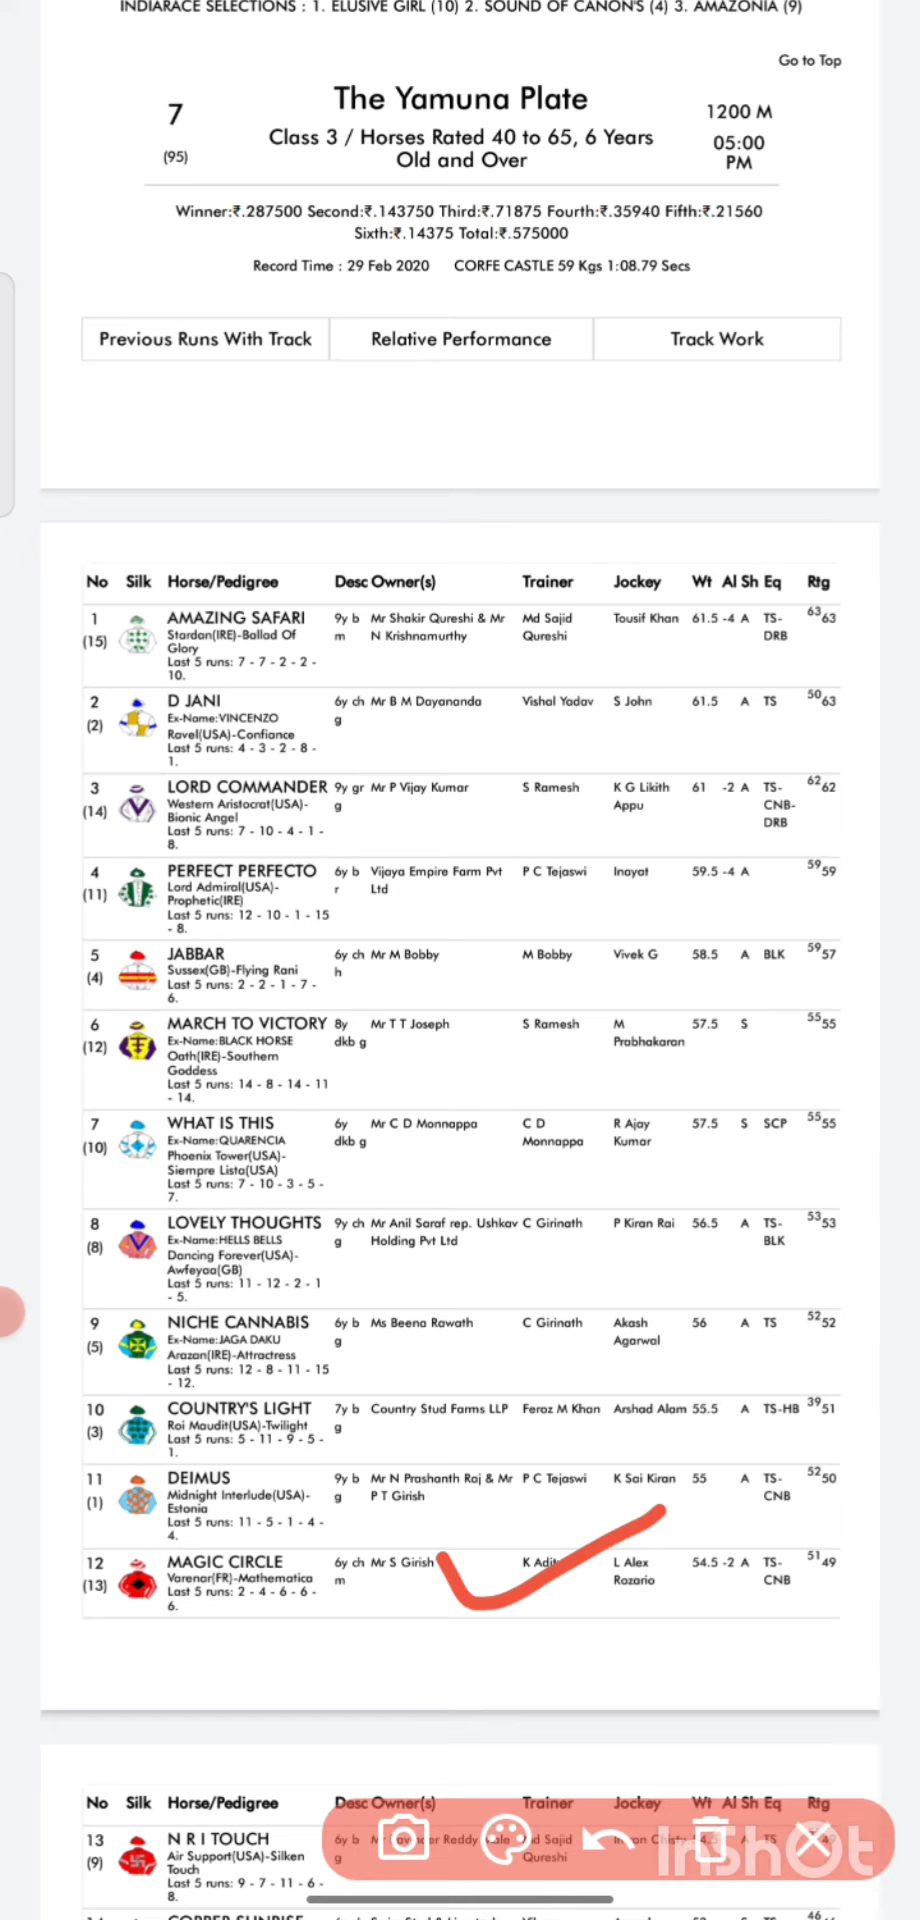 INDIARACE SELECTIONS : 1. ELUSIVE GIRL (10) 2. SOUND OF CANON'S (4) 3. AMAZONIA (9)
Go to Top
7 The Yamuna Plate 1200 M
(95) Class 3 / Horses Rated 40 to 65, 6 Years 05:00
Old and Over PM
Winner:₹.287500 Second:₹.143750 Third:₹.71875 Fourth:₹.35940 Fifth:₹.21560
Sixth:₹.14375 Total:₹.575000
Record Time : 29 Feb 2020 CORFE CASTLE 59 Kgs 1:08.79 Secs
Previous Runs With Track Relative Performance Track Work
No Silk Horse/Pedigree Desc Owner(s) Trainer Jockey Wt Al Sh Eq Rtg
1 AMAZING SAFARI 9y b Mr Shakir Qureshi & Mr Md Sajid Tousif Khan 61.5 -4 A TS- 63 63
(15) Stardan(IRE)-Ballad Of m N Krishnamurthy Qureshi DRB
Glory
Last 5 runs: 7 - 7 - 2 - 2 -
10.
2 D JANI 6y ch Mr B M Dayananda Vishal Yadav S John 61.5 A TS 50 63
(2) Ex-Name:VINCENZO g
Ravel(USA)-Confiance
Last 5 runs: 4 - 3 - 2 - 8 -
1.
3 LORD COMMANDER 9y gr Mr P Vijay Kumar S Ramesh K G Likith 61 -2 A TS- 62 62
(14) Western Aristocrat(USA)- g Appu CNB-
Bionic Angel DRB
Last 5 runs: 7 - 10 - 4 - 1 -
8.
4 PERFECT PERFECTO 6y b Vijaya Empire Farm Pvt P C Tejaswi Inayat 59.5 -4 A 59 59
(11) Lord Admiral(USA)- r Ltd
Prophetic(IRE)
Last 5 runs: 12 - 10 - 1 - 15
- 8.
5 JABBAR 6y ch Mr M Bobby M Bobby Vivek G 58.5 A BLK 59 57
(4) Sussex(GB)-Flying Rani h
Last 5 runs: 2 - 2 - 1 - 7 -
6.
6 MARCH TO VICTORY 8y Mr T T Joseph S Ramesh M 57.5 S 55 55
(12) Ex-Name:BLACK HORSE dkb g Prabhakaran
Oath(IRE)-Southern
Goddess
Last 5 runs: 14 - 8 - 14 - 11
- 14.
7 WHAT IS THIS 6y Mr C D Monnappa C D R Ajay 57.5 S SCP 55 55
(10) Ex-Name:QUARENCIA dkb g Monnappa Kumar
Phoenix Tower(USA)-
Siempre Lista(USA)
Last 5 runs: 7 - 10 - 3 - 5 -
7.
8 LOVELY THOUGHTS 9y ch Mr Anil Saraf rep. Ushkav C Girinath P Kiran Rai 56.5 A TS- 53 53
(8) Ex-Name:HELLS BELLS g Holding Pvt Ltd BLK
Dancing Forever(USA)-
Awfeyaa(GB)
Last 5 runs: 11 - 12 - 2 - 1
- 5.
9 NICHE CANNABIS 6y b Ms Beena Rawath C Girinath Akash 56 A TS 52 52
(5) Ex-Name:JAGA DAKU g Agarwal
Arazan(IRE)-Attractress
Last 5 runs: 12 - 8 - 11 - 15
- 12.
10 COUNTRY'S LIGHT 7y b Country Stud Farms LLP Feroz M Khan Arshad Alam 55.5 A TS-HB 39 51
(3) Roi Maudit(USA)-Twilight g
Last 5 runs: 5 - 11 - 9 - 5 -
1.
11 DEIMUS 9y b Mr N Prashanth Raj & Mr P C Tejaswi K Sai Kiran 55 A TS- 52 50
(1) Midnight Interlude(USA)- g P T Girish CNB
Estonia
Last 5 runs: 11 - 5 - 1 - 4 -
4.
12 MAGIC CIRCLE 6y ch Mr S Girish K L Alex 54.5 -2 A TS- 51 49
(13) Varenar(FR)-Mathematica m Rozario CNB
Last 5 runs: 2 - 4 - 6 - 6 -
6.
No Silk Horse/Pedigree Desc Owner(s) Trainer Jockey Wt Al Sh Eq Rtg
13 N R I TOUCH 6y b Reddy Sajid A TS
(9) Air Support(USA)-Silken g Qureshi
Touch
Last 5 runs: 9 - 7 - 11 - 6 -
8.
InShOt
46